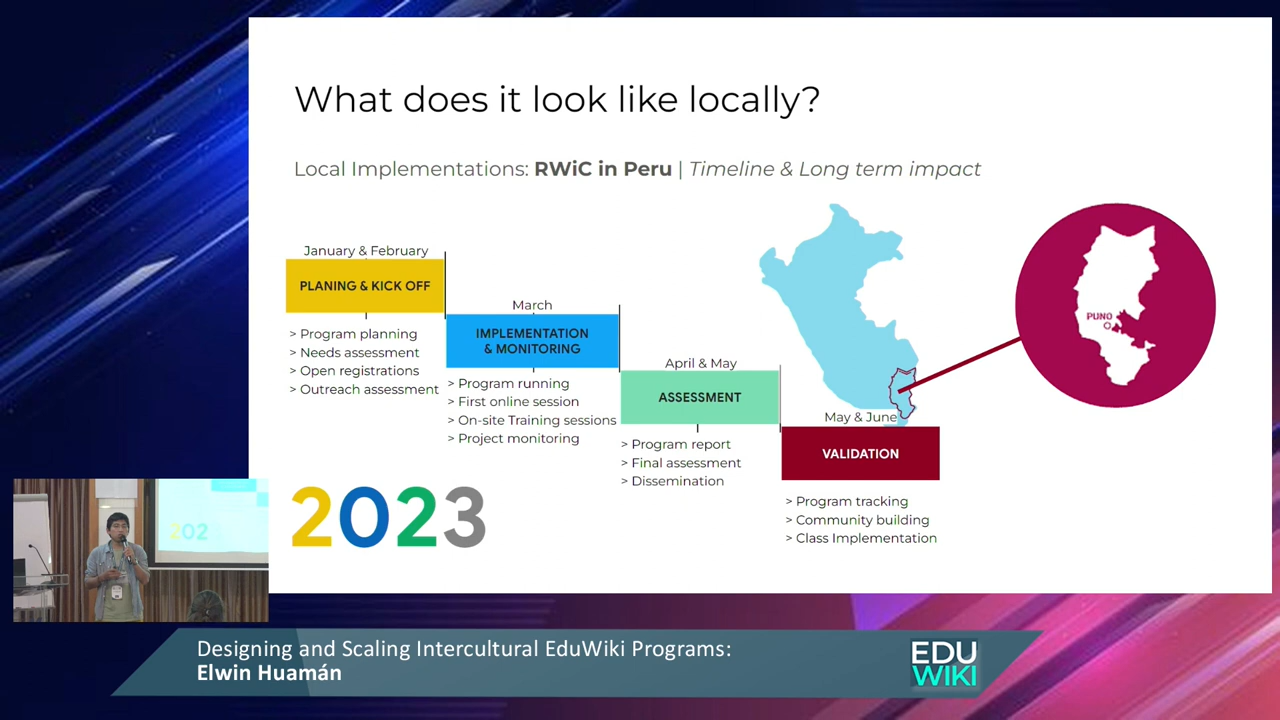 What does it look like locally?
Local Implementations: RWiC in Peru | Timeline & Long term impact
January & February
PLANING & KICK OFF
> Program planning
> Needs assessment
> Open registrations
> Outreach assessment
March
IMPLEMENTATION
& MONITORING
> Program running
> First online session
> On-site Training sessions
> Project monitoring
April & May
ASSESSMENT
> Program report
> Final assessment
> Dissemination
May & June
VALIDATION
> Program tracking
> Community building
> Class Implementation
PUNO
2023
202
Designing and Scaling Intercultural EduWiki Programs:
Elwin Huamán
EDU
WIKI